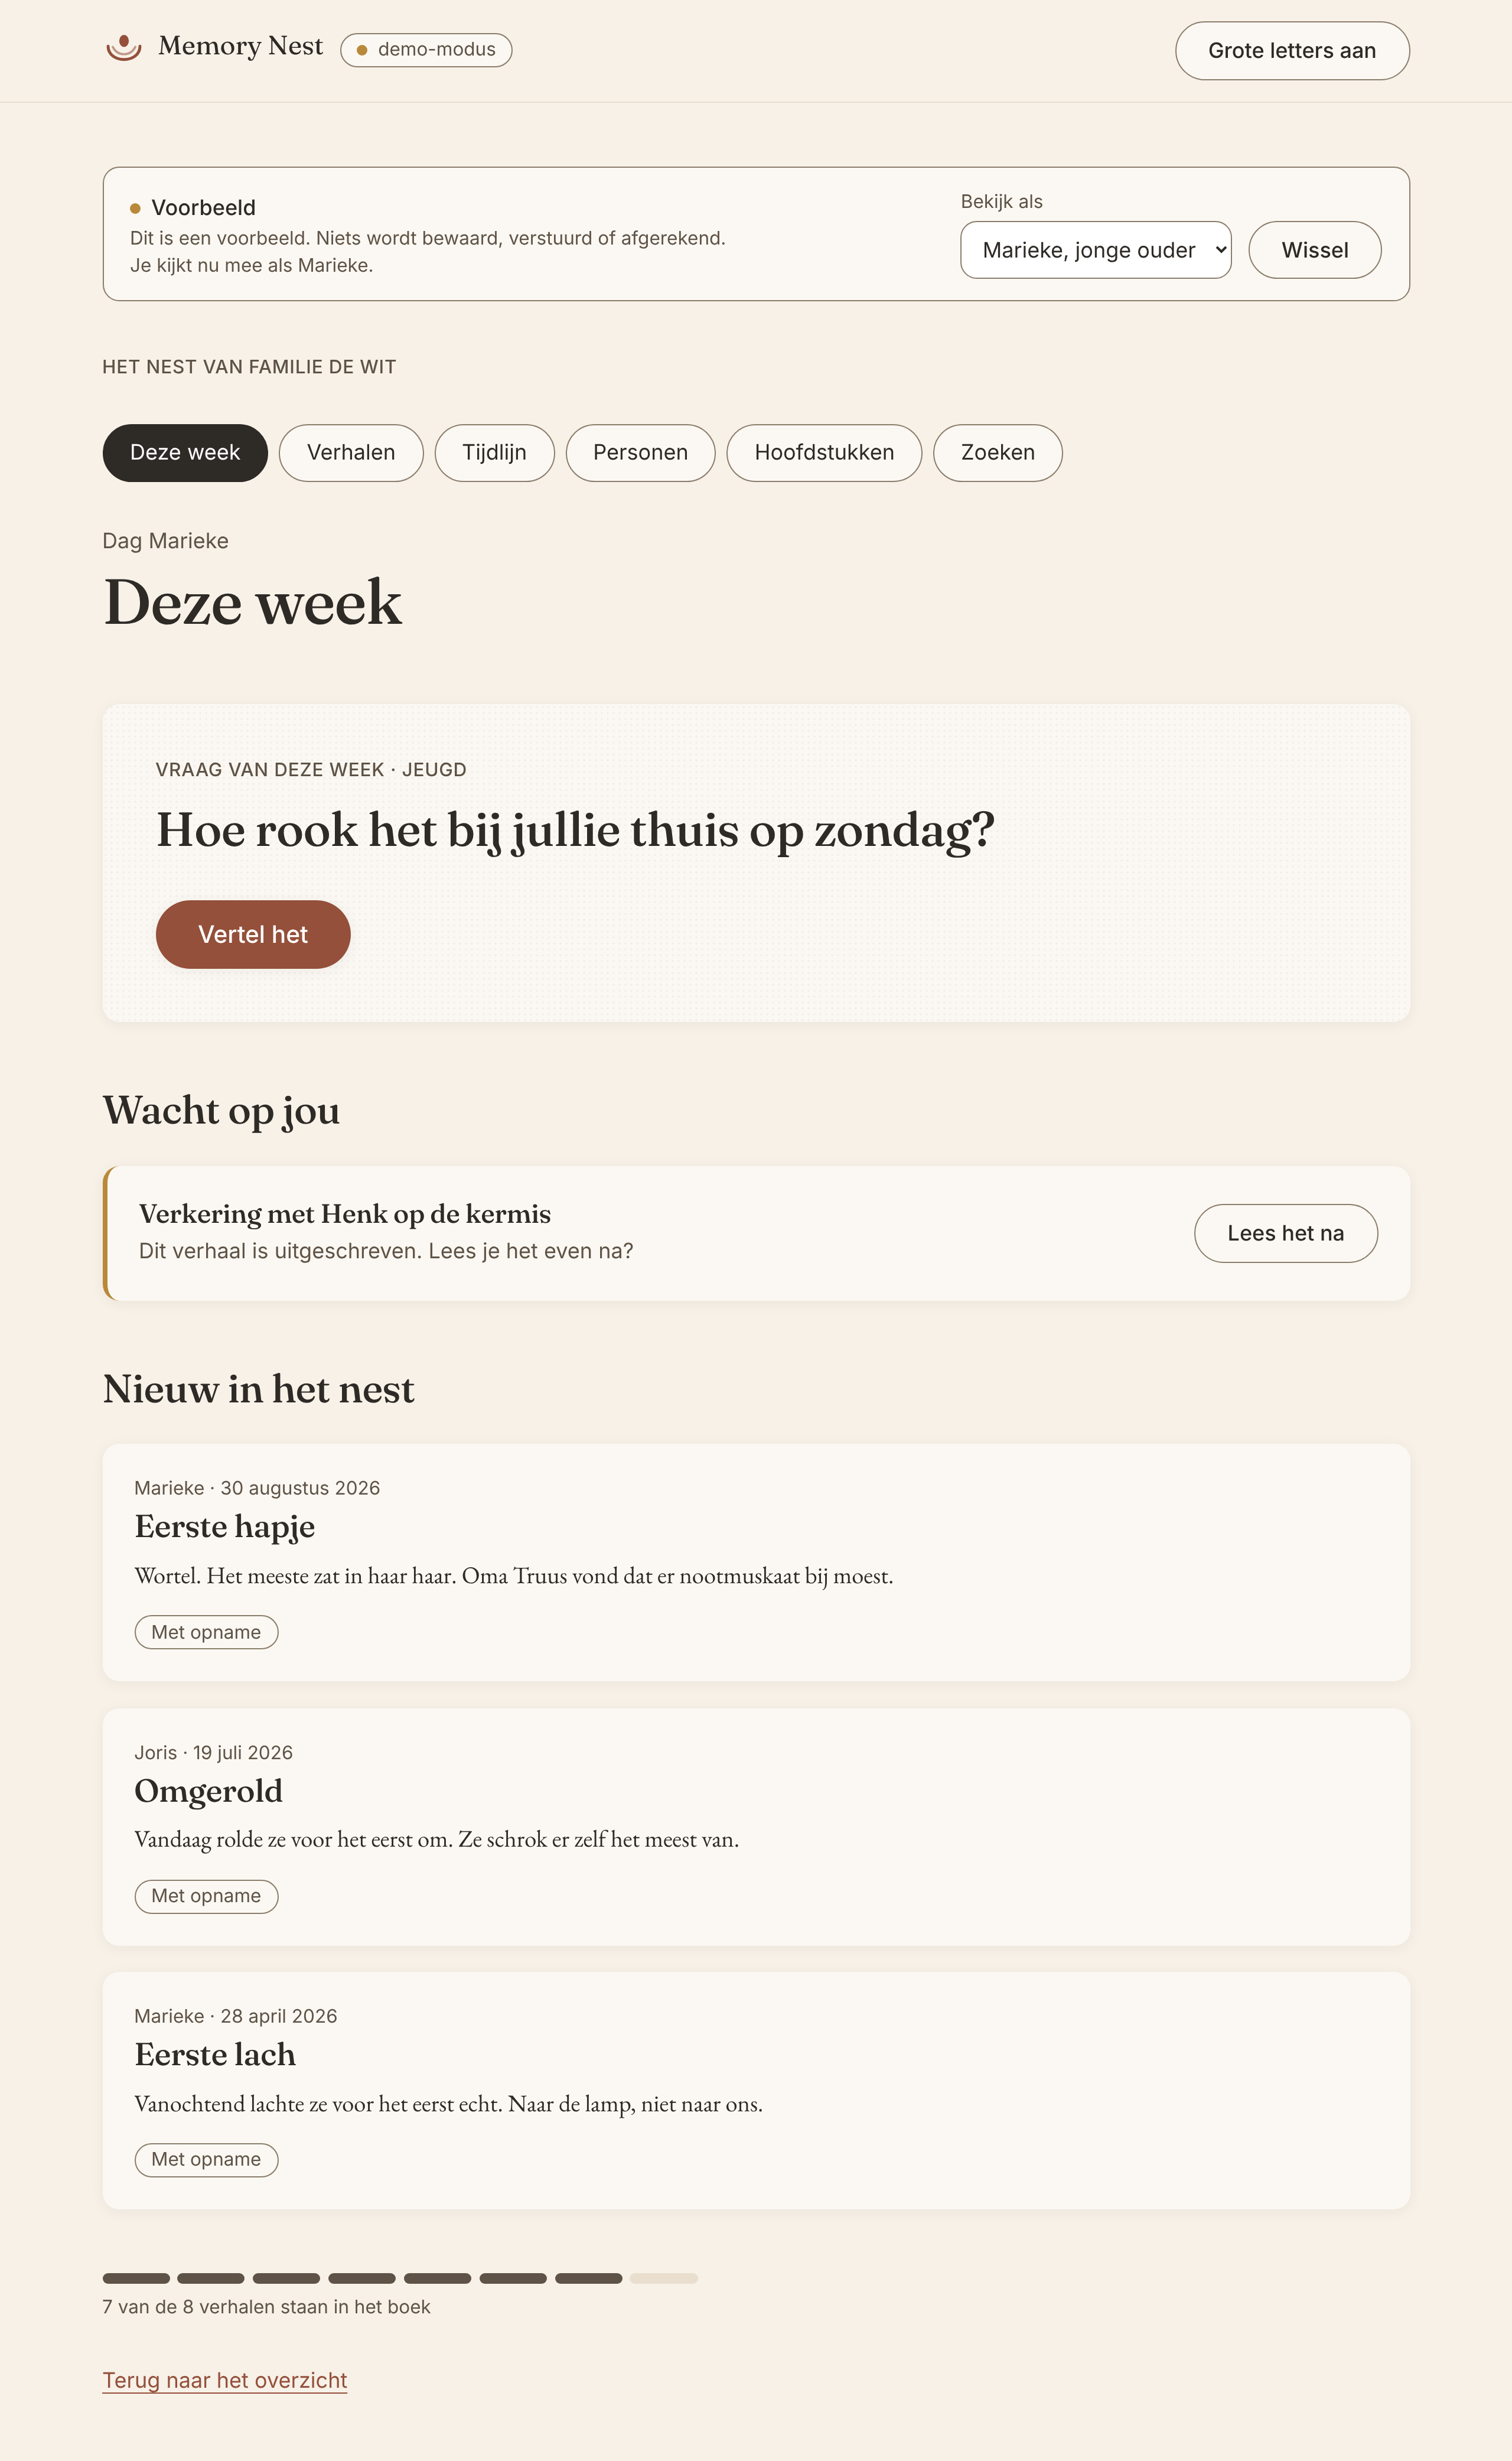 Memory Nest
demo-modus
Grote letters aan
Voorbeeld
Dit is een voorbeeld. Niets wordt bewaard, verstuurd of afgerekend.
Je kijkt nu mee als Marieke.
Bekijk als
Marieke, jonge ouder
Wissel
HET NEST VAN FAMILIE DE WIT
Deze week
Verhalen
Tijdlijn
Personen
Hoofdstukken
Zoeken
Dag Marieke
Deze week
VRAAG VAN DEZE WEEK · JEUGD
Hoe rook het bij jullie thuis op zondag?
Vertel het
Wacht op jou
Verkering met Henk op de kermis
Dit verhaal is uitgeschreven. Lees je het even na?
Lees het na
Nieuw in het nest
Marieke · 30 augustus 2026
Eerste hapje
Wortel. Het meeste zat in haar haar. Oma Truus vond dat er nootmuskaat bij moest.
Met opname
Joris · 19 juli 2026
Omgerold
Vandaag rolde ze voor het eerst om. Ze schrok er zelf het meest van.
Met opname
Marieke · 28 april 2026
Eerste lach
Vanochtend lachte ze voor het eerst echt. Naar de lamp, niet naar ons.
Met opname
7 van de 8 verhalen staan in het boek
Terug naar het overzicht